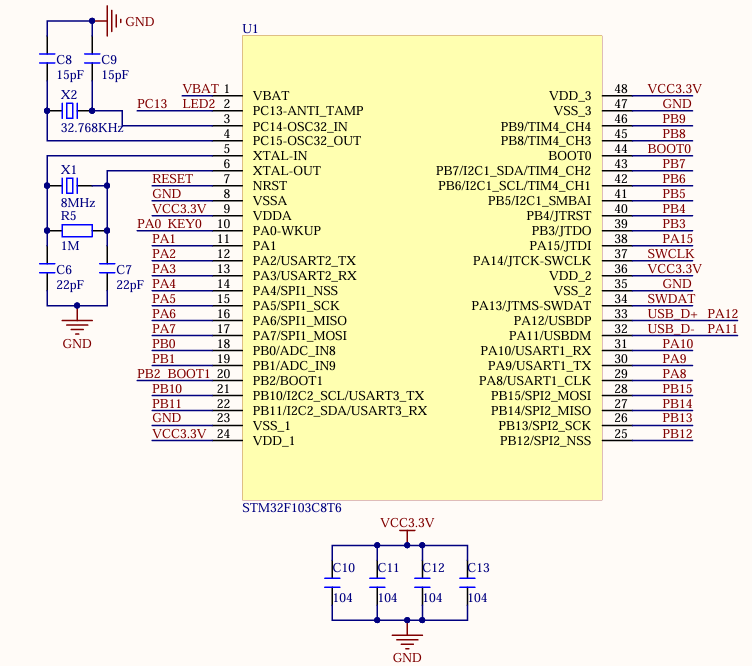 GND
C8 C9
15pF 15pF
X2
32.768KHz
X1
8MHz
R5
1M
C6 C7
22pF 22pF
GND
U1
VBAT 1 VBAT VDD_3 48 VCC3.3V
PC13 LED2 2 PC13-ANTI_TAMP VSS_3 47 GND
3 PC14-OSC32_IN PB9/TIM4_CH4 46 PB9
4 PC15-OSC32_OUT PB8/TIM4_CH3 45 PB8
5 XTAL-IN BOOT0 44 BOOT0
6 XTAL-OUT PB7/I2C1_SDA/TIM4_CH2 43 PB7
RESET 7 NRST PB6/I2C1_SCL/TIM4_CH1 42 PB6
GND 8 VSSA PB5/I2C1_SMBAI 41 PB5
VCC3.3V 9 VDDA PB4/JTRST 40 PB4
PA0 KEY0 10 PA0-WKUP PB3/JTDO 39 PB3
PA1 11 PA1 PA15/JTDI 38 PA15
PA2 12 PA2/USART2_TX PA14/JTCK-SWCLK 37 SWCLK
PA3 13 PA3/USART2_RX VDD_2 36 VCC3.3V
PA4 14 PA4/SPI1_NSS VSS_2 35 GND
PA5 15 PA5/SPI1_SCK PA13/JTMS-SWDAT 34 SWDAT
PA6 16 PA6/SPI1_MISO PA12/USBDP 33 USB_D+ PA12
PA7 17 PA7/SPI1_MOSI PA11/USBDM 32 USB_D- PA11
PB0 18 PB0/ADC_IN8 PA10/USART1_RX 31 PA10
PB1 19 PB1/ADC_IN9 PA9/USART1_TX 30 PA9
PB2 BOOT1 20 PB2/BOOT1 PA8/USART1_CLK 29 PA8
PB10 21 PB10/I2C2_SCL/USART3_TX PB15/SPI2_MOSI 28 PB15
PB11 22 PB11/I2C2_SDA/USART3_RX PB14/SPI2_MISO 27 PB14
GND 23 VSS_1 PB13/SPI2_SCK 26 PB13
VCC3.3V 24 VDD_1 PB12/SPI2_NSS 25 PB12
STM32F103C8T6
VCC3.3V
C10 C11 C12 C13
104 104 104 104
GND